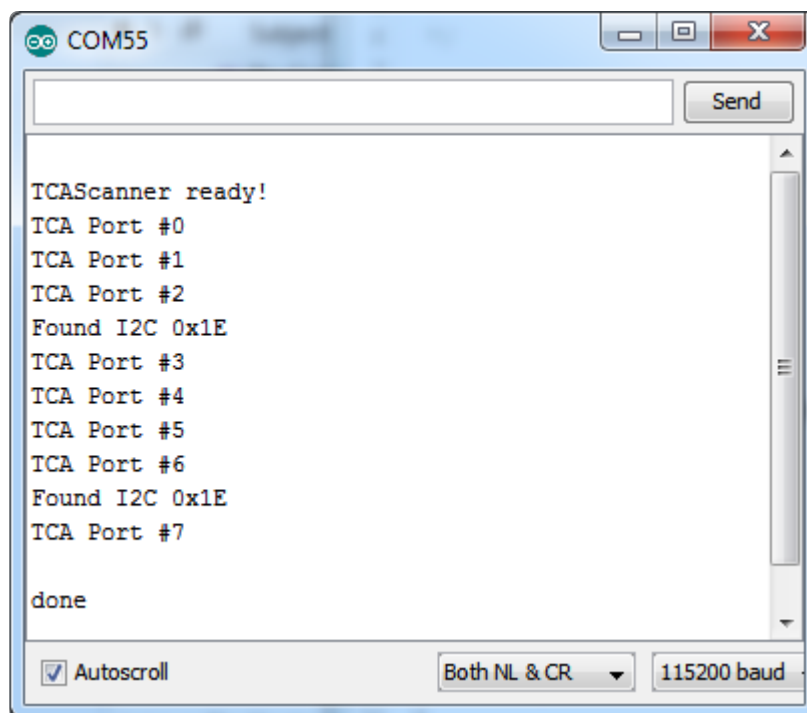 COM55
Send
TCAScanner ready!
TCA Port #0
TCA Port #1
TCA Port #2
Found I2C 0x1E
TCA Port #3
TCA Port #4
TCA Port #5
TCA Port #6
Found I2C 0x1E
TCA Port #7
done
Autoscroll
Both NL & CR
115200 baud